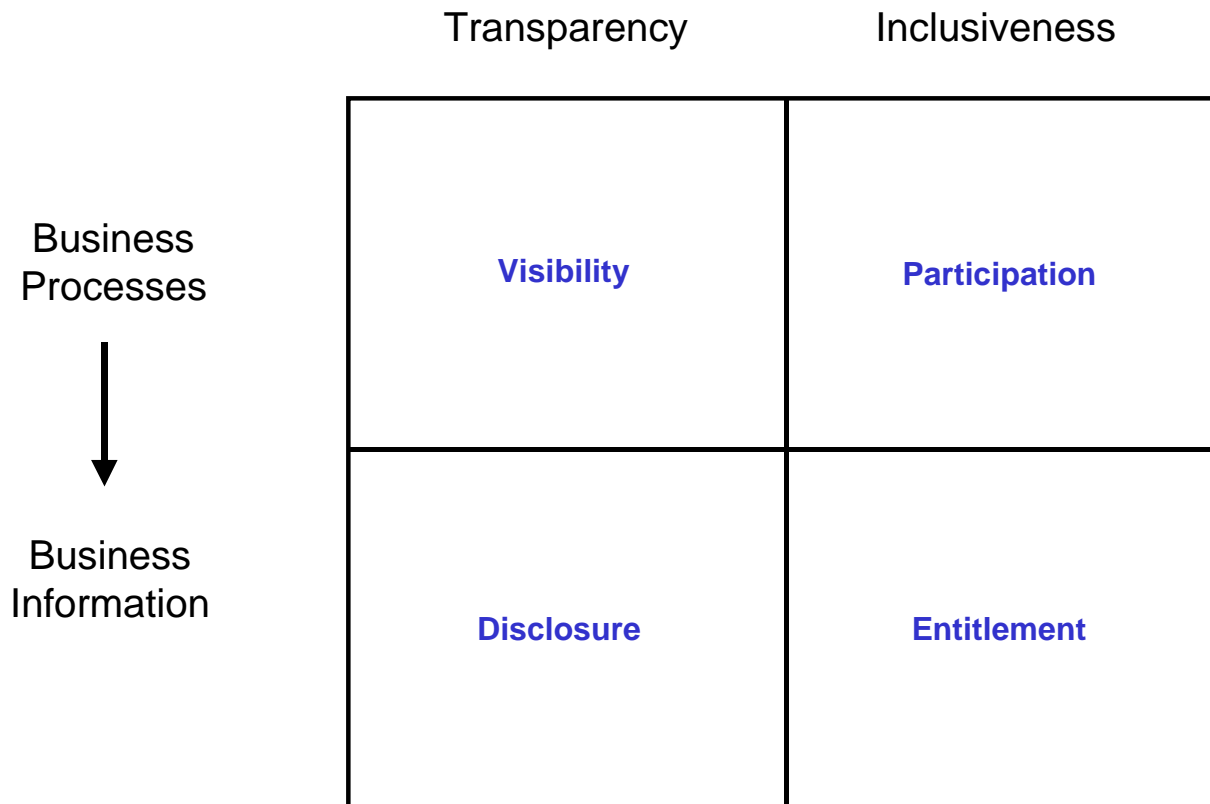 Transparency Inclusiveness
Business
Processes
Visibility Participation
Business
Information
Disclosure Entitlement